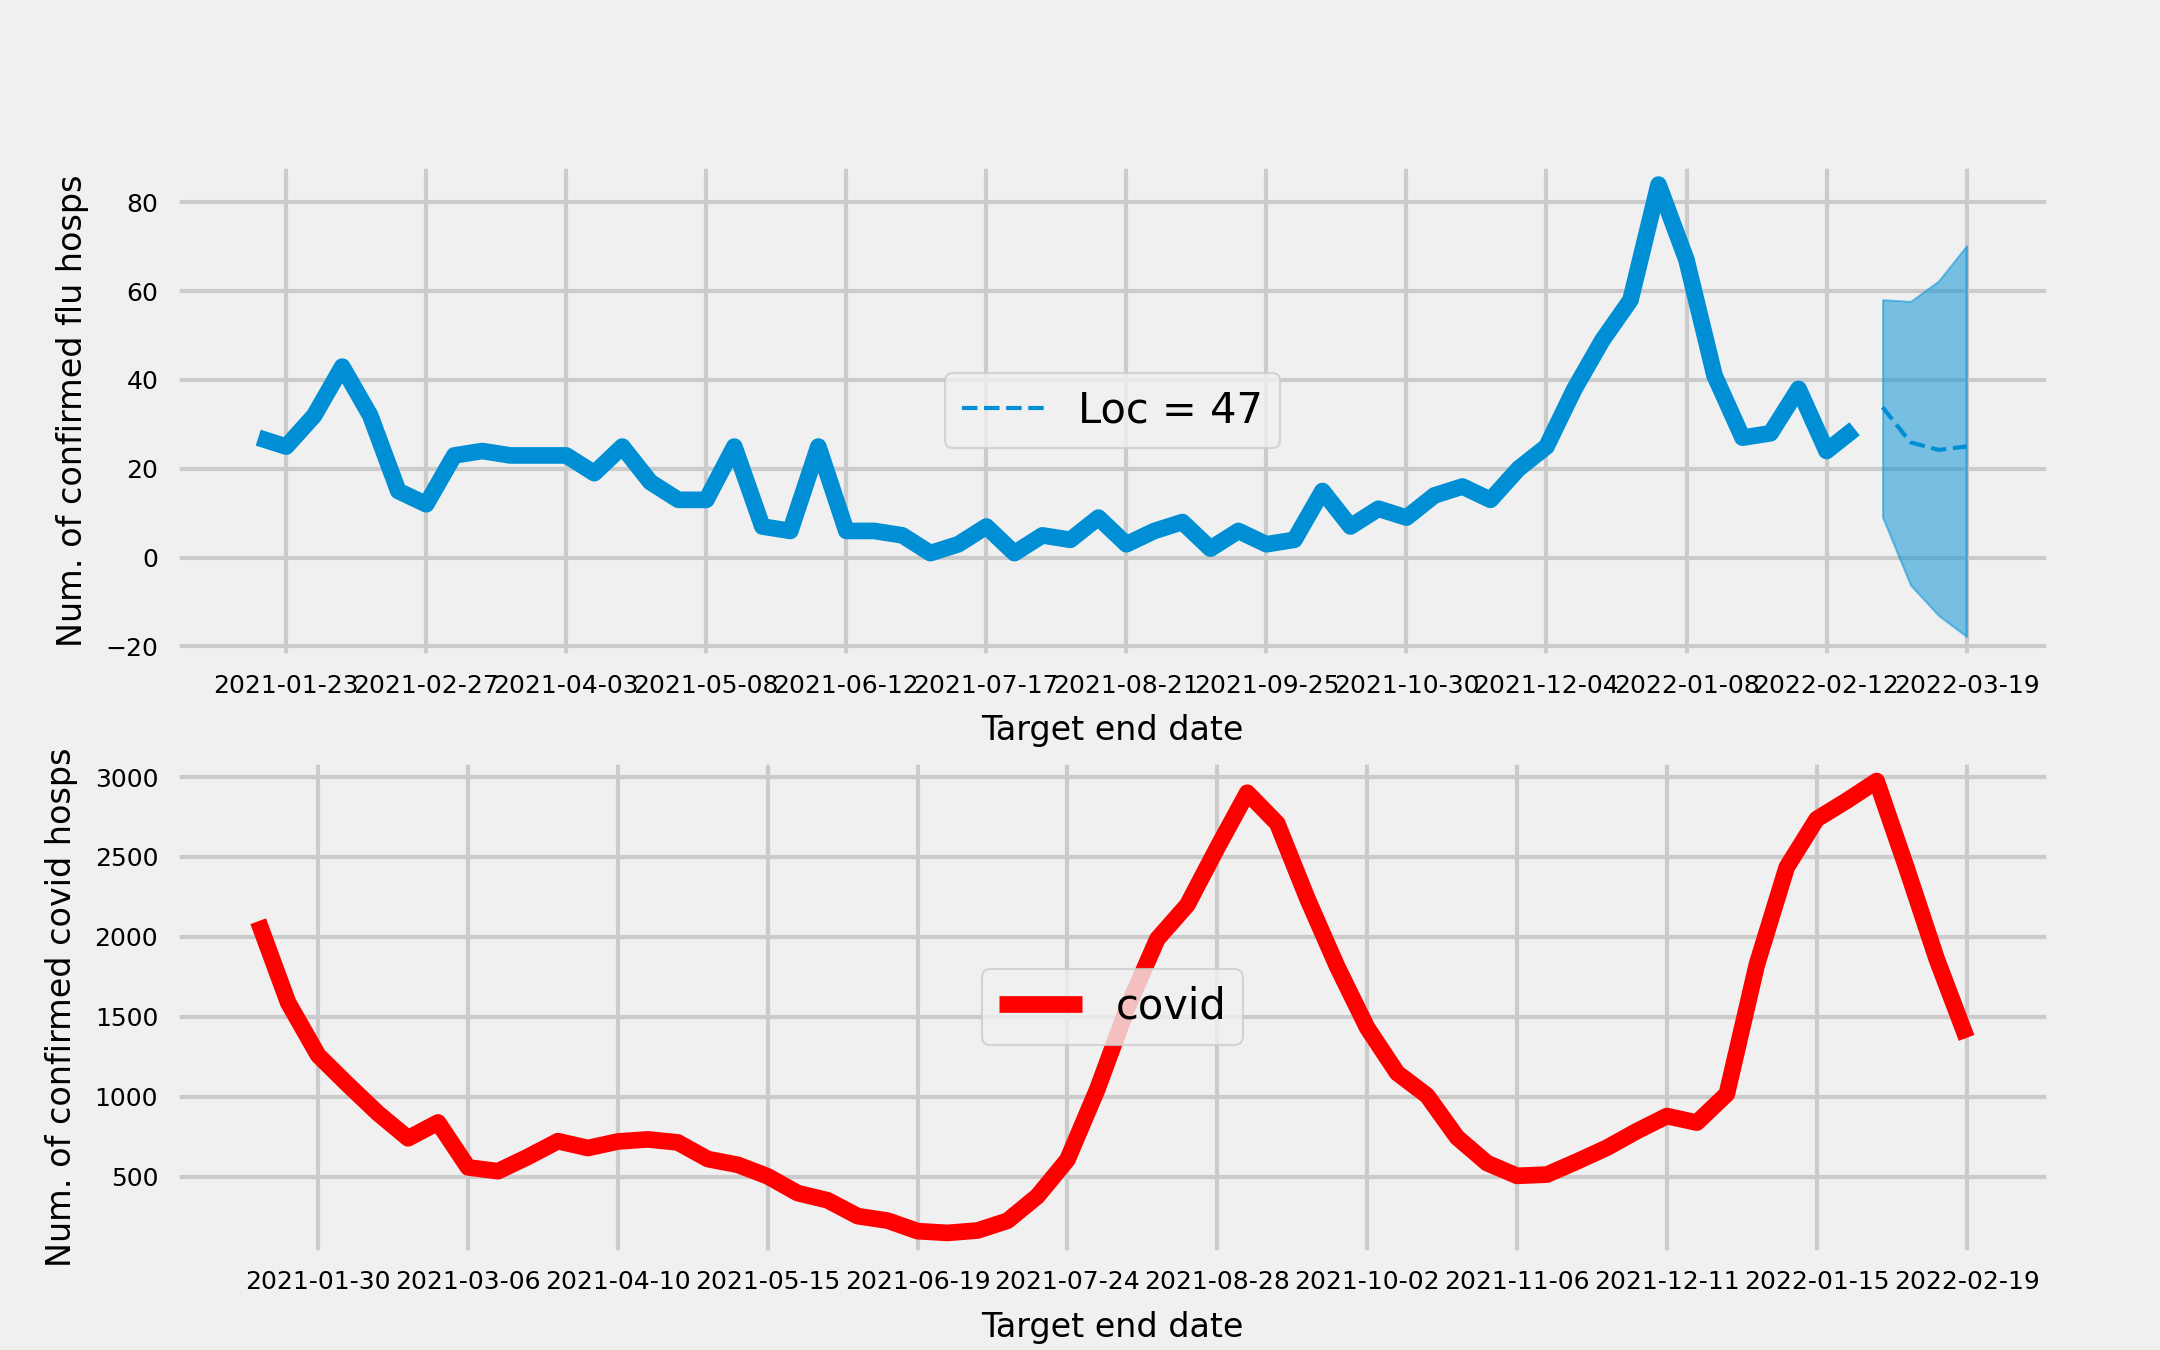 Num. of confirmed flu hosps
80
60
40
20
0
−20
Loc = 47
2021-01-23 2021-02-27 2021-04-03 2021-05-08 2021-06-12 2021-07-17 2021-08-21 2021-09-25 2021-10-30 2021-12-04 2022-01-08 2022-02-12 2022-03-19
Target end date
Num. of confirmed covid hosps
3000
2500
2000
1500
1000
500
covid
2021-01-30 2021-03-06 2021-04-10 2021-05-15 2021-06-19 2021-07-24 2021-08-28 2021-10-02 2021-11-06 2021-12-11 2022-01-15 2022-02-19
Target end date